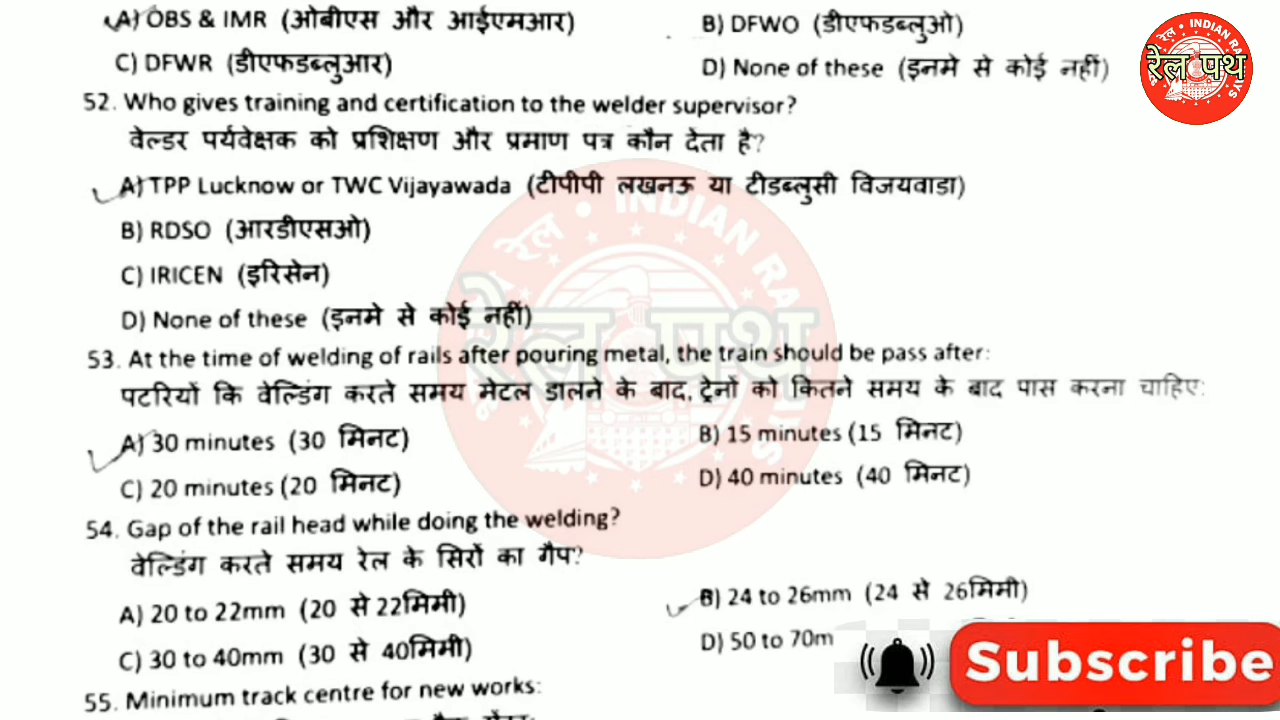 A) OBS & IMR (ओबीएस और आईएमआर) B) DFWO (डीएफडब्लुओ)
C) DFWR (डीएफडब्लुआर) D) None of these (इनमे से कोई नहीं)
52. Who gives training and certification to the welder supervisor?
वेल्डर पर्यवेक्षक को प्रशिक्षण और प्रमाण पत्र कौन देता है?
A) TPP Lucknow or TWC Vijayawada (टीपीपी लखनऊ या टीडब्लुसी विजयवाडा)
B) RDSO (आरडीएसओ)
C) IRICEN (इरिसेन)
D) None of these (इनमे से कोई नहीं)
53. At the time of welding of rails after pouring metal, the train should be pass after:
पटरियों कि वेल्डिंग करते समय मेटल डालने के बाद, ट्रेनों को कितने समय के बाद पास करना चाहिए:
A) 30 minutes (30 मिनट) B) 15 minutes (15 मिनट)
C) 20 minutes (20 मिनट) D) 40 minutes (40 मिनट)
54. Gap of the rail head while doing the welding?
वेल्डिंग करते समय रेल के सिरों का गैप?
A) 20 to 22mm (20 से 22मिमी) B) 24 to 26mm (24 से 26मिमी)
C) 30 to 40mm (30 से 40मिमी) D) 50 to 70m
55. Minimum track centre for new works:
रेल पथ
INDIAN RAILWAYS
रेल पथ
INDIAN RAILWAYS
Subscribe